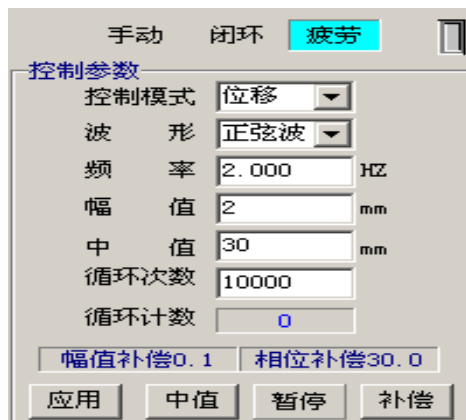 手动 闭环 疲劳
控制参数
控制模式 位移
波 形 正弦波
频 率 2.000 HZ
幅 值 2 mm
中 值 30 mm
循环次数 10000
循环计数 0
幅值补偿0.1 相位补偿30.0
应用 中值 暂停 补偿